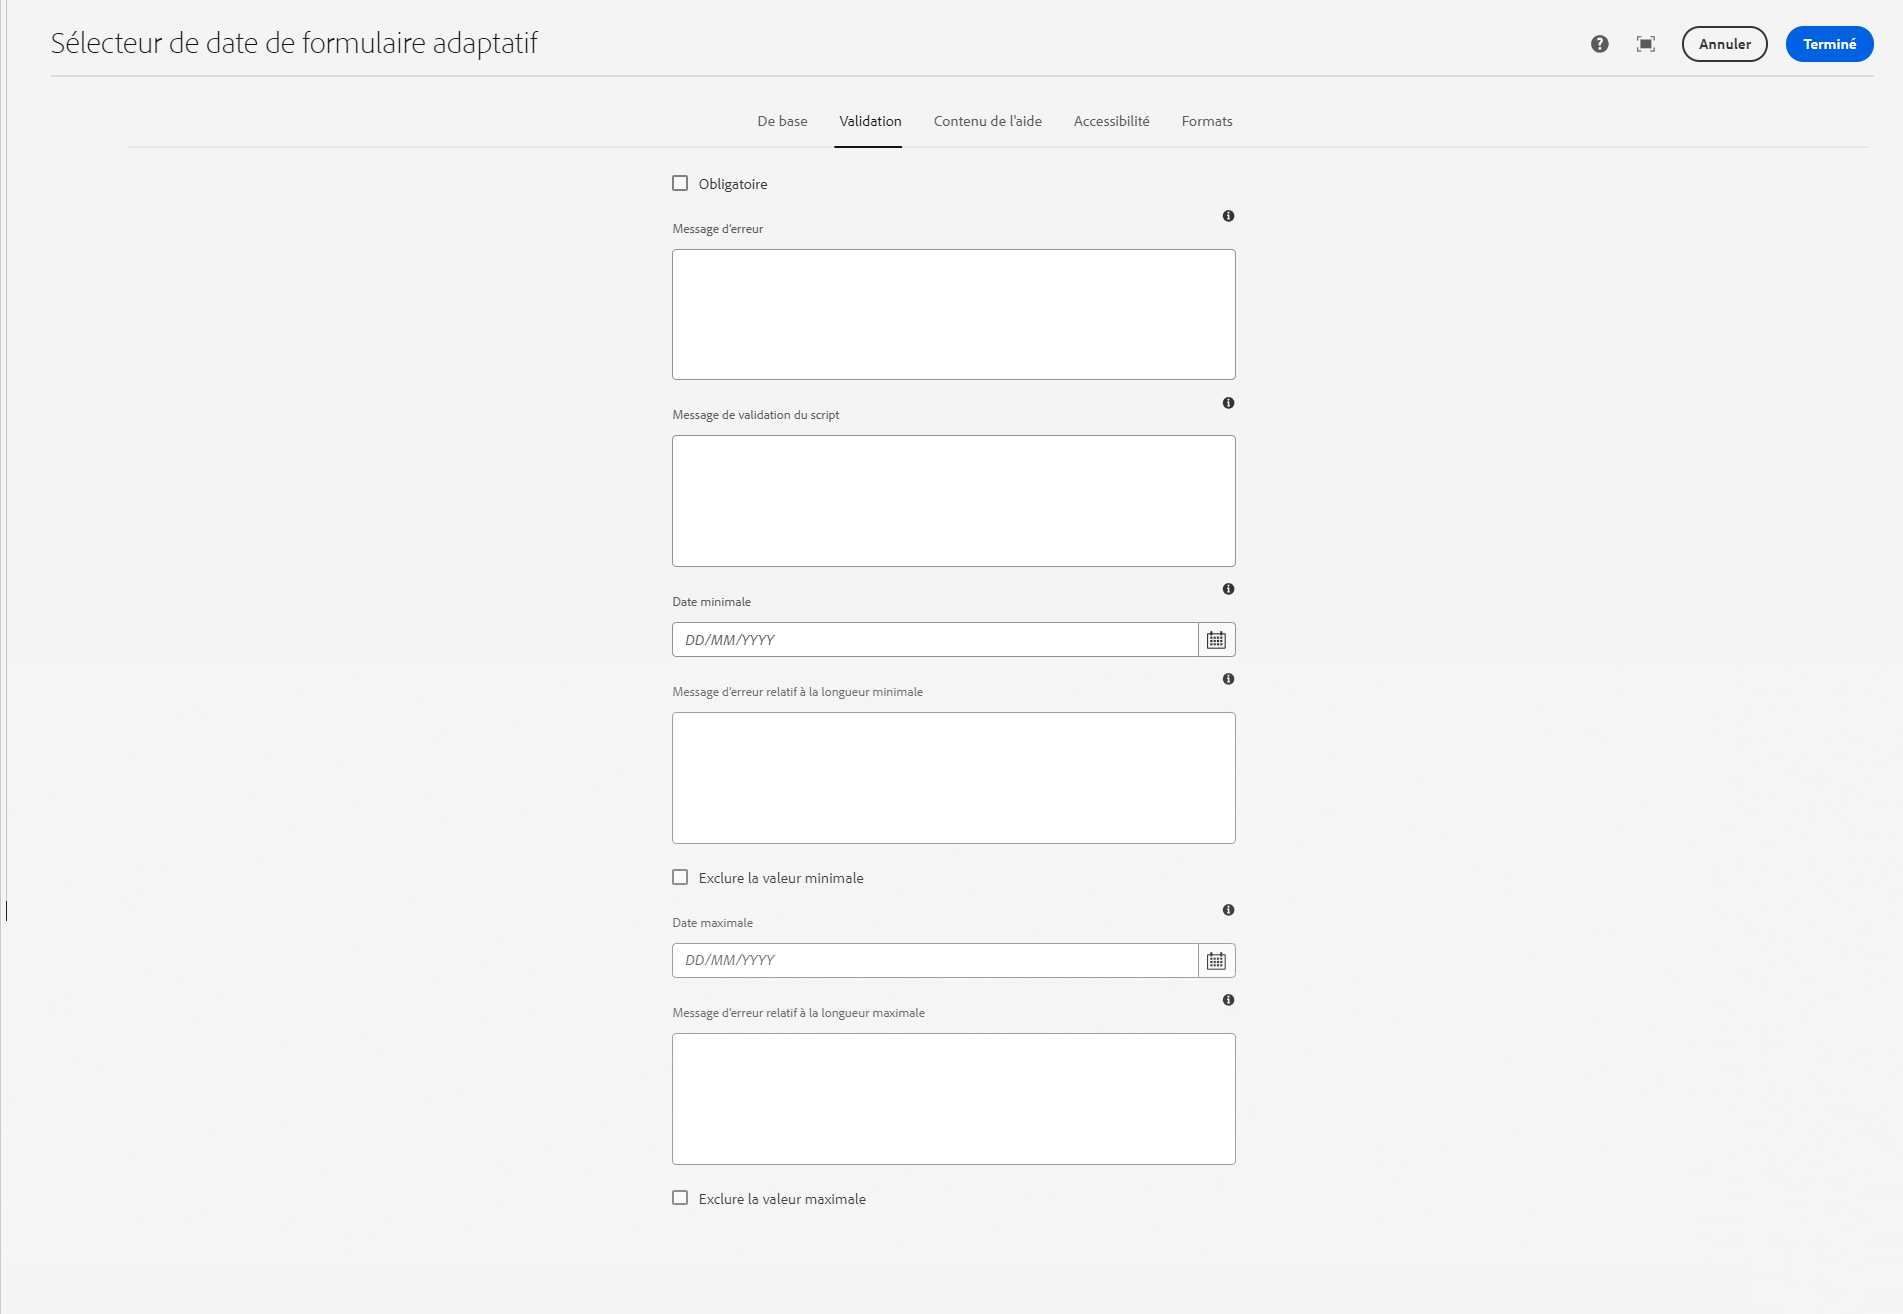 Sélecteur de date de formulaire adaptatif
Annuler
Terminé
De base
Validation
Contenu de l'aide
Accessibilité
Formats
Obligatoire
Message d'erreur
Message de validation du script
Date minimale
DD/MM/YYYY
Message d'erreur relatif à la longueur minimale
Exclure la valeur minimale
Date maximale
DD/MM/YYYY
Message d'erreur relatif à la longueur maximale
Exclure la valeur maximale